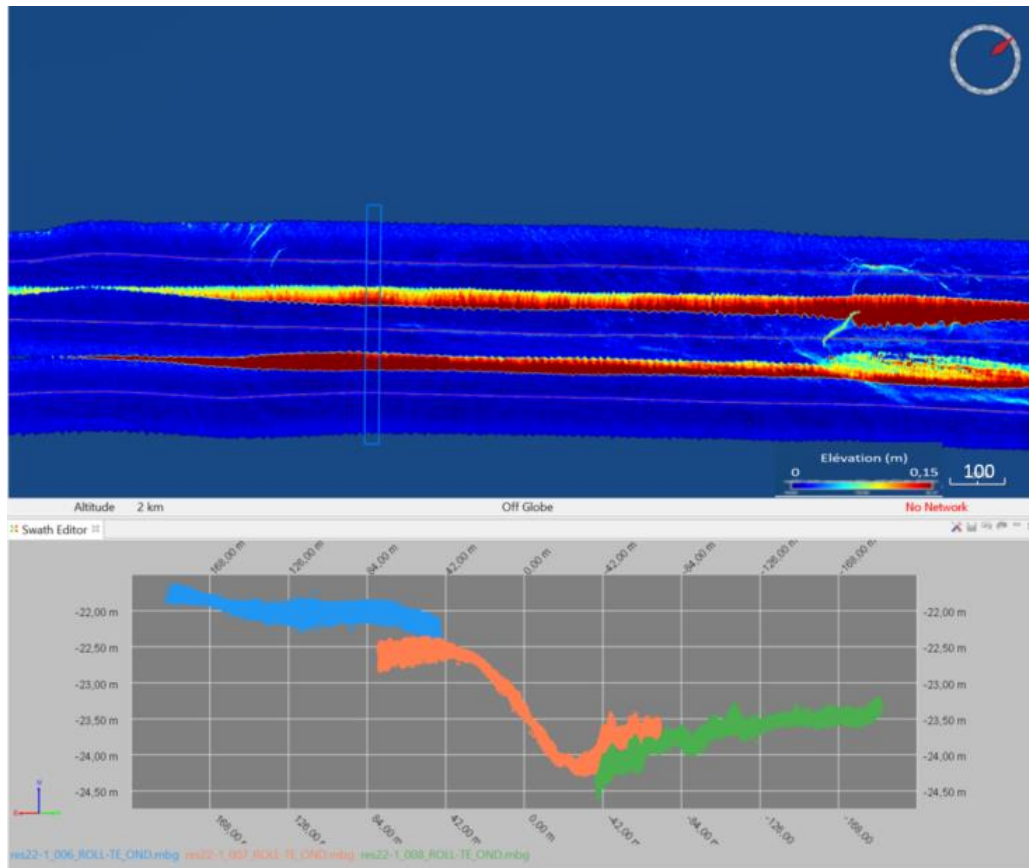 Elévation (m)
0 0,15
100
Altitude 2 km Off Globe No Network
Swath Editor
168,00 m 126,00 m 84,00 m 42,00 m 0,00 m -42,00 m -84,00 m -126,00 m -168,00 m
-22,00 m -22,00 m
-22,50 m -22,50 m
-23,00 m -23,00 m
-23,50 m -23,50 m
-24,00 m -24,00 m
-24,50 m -24,50 m
168,00 126,00 84,00 m 42,00 m 0,00 m -42,00 m -84,00 m -126,00 -168,00
res22-1_006_ROLL-TE_OND.mbg res22-1_007_ROLL-TE_OND.mbg res22-1_008_ROLL-TE_OND.mbg